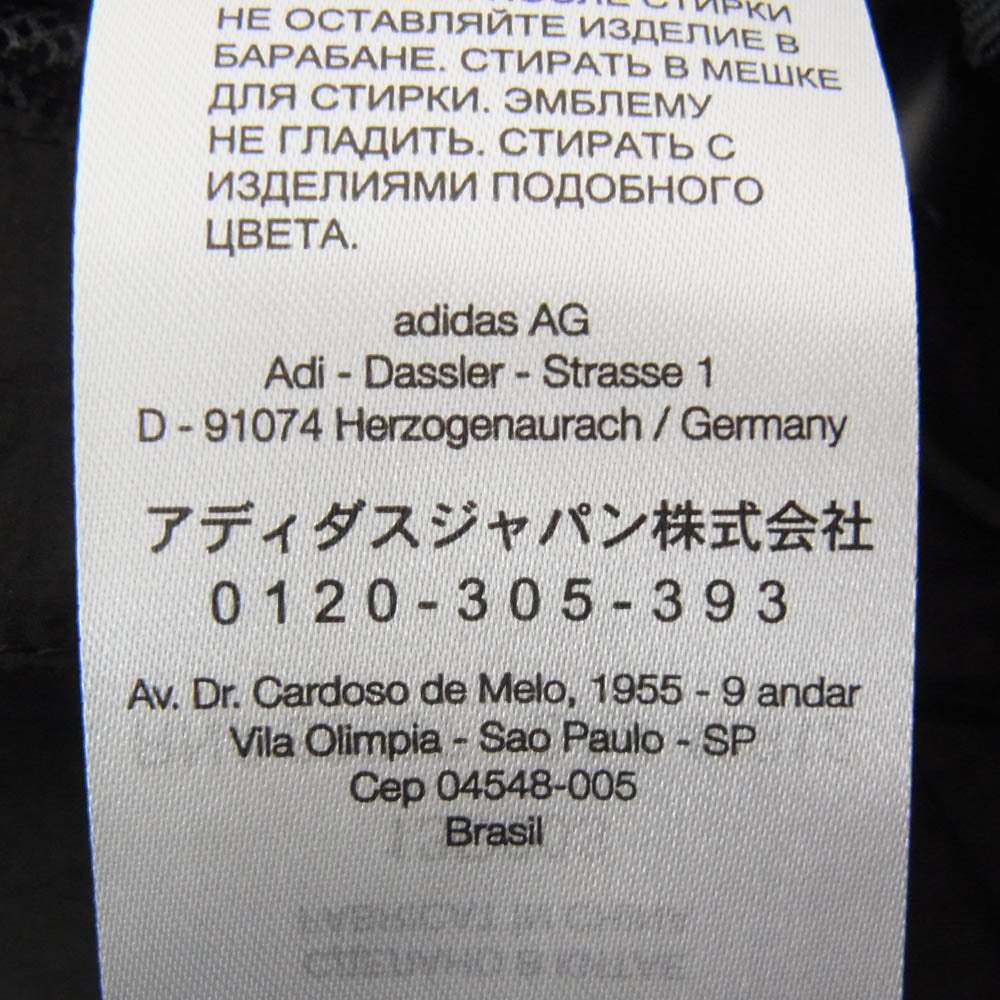 СТИРКИ
НЕ ОСТАВЛЯЙТЕ ИЗДЕЛИЕ В
БАРАБАНЕ. СТИРАТЬ В МЕШКЕ
ДЛЯ СТИРКИ. ЭМБЛЕМУ
НЕ ГЛАДИТЬ. СТИРАТЬ С
ИЗДЕЛИЯМИ ПОДОБНОГО
ЦВЕТА.
adidas AG
Adi - Dassler - Strasse 1
D - 91074 Herzogenaurach / Germany
アディダスジャパン株式会社
0120-305-393
Av. Dr. Cardoso de Melo, 1955 - 9 andar
Vila Olimpia - Sao Paulo - SP
Cep 04548-005
Brasil